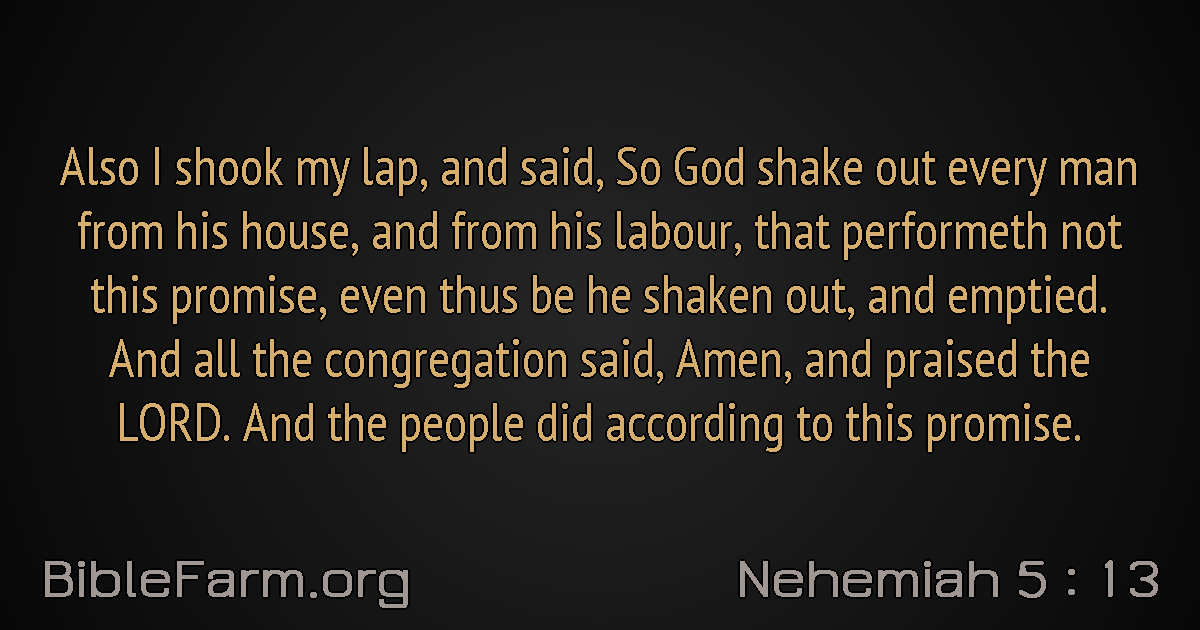 Also I shook my lap, and said, So God shake out every man
from his house, and from his labour, that performeth not
this promise, even thus be he shaken out, and emptied.
And all the congregation said, Amen, and praised the
LORD. And the people did according to this promise.
BibleFarm.org
Nehemiah 5 : 13